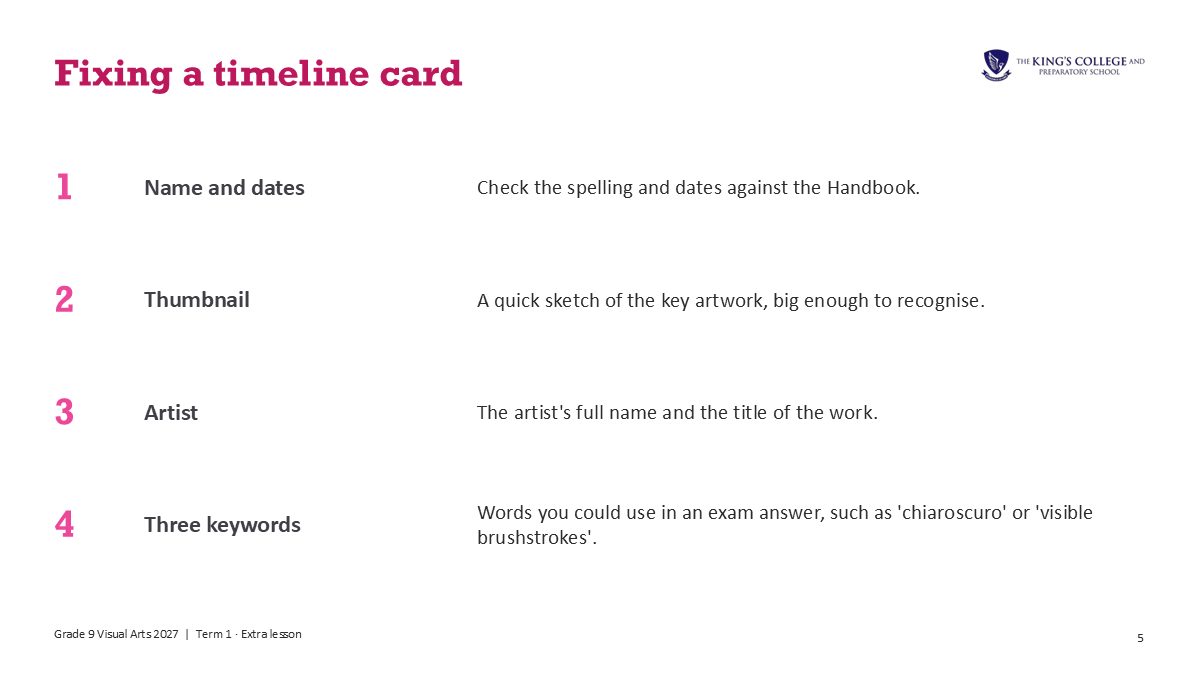 Fixing a timeline card
THE KING'S COLLEGE AND
PREPARATORY SCHOOL
1
Name and dates
Check the spelling and dates against the Handbook.
2
Thumbnail
A quick sketch of the key artwork, big enough to recognise.
3
Artist
The artist's full name and the title of the work.
4
Three keywords
Words you could use in an exam answer, such as 'chiaroscuro' or 'visible
brushstrokes'.
Grade 9 Visual Arts 2027 | Term 1 · Extra lesson
5